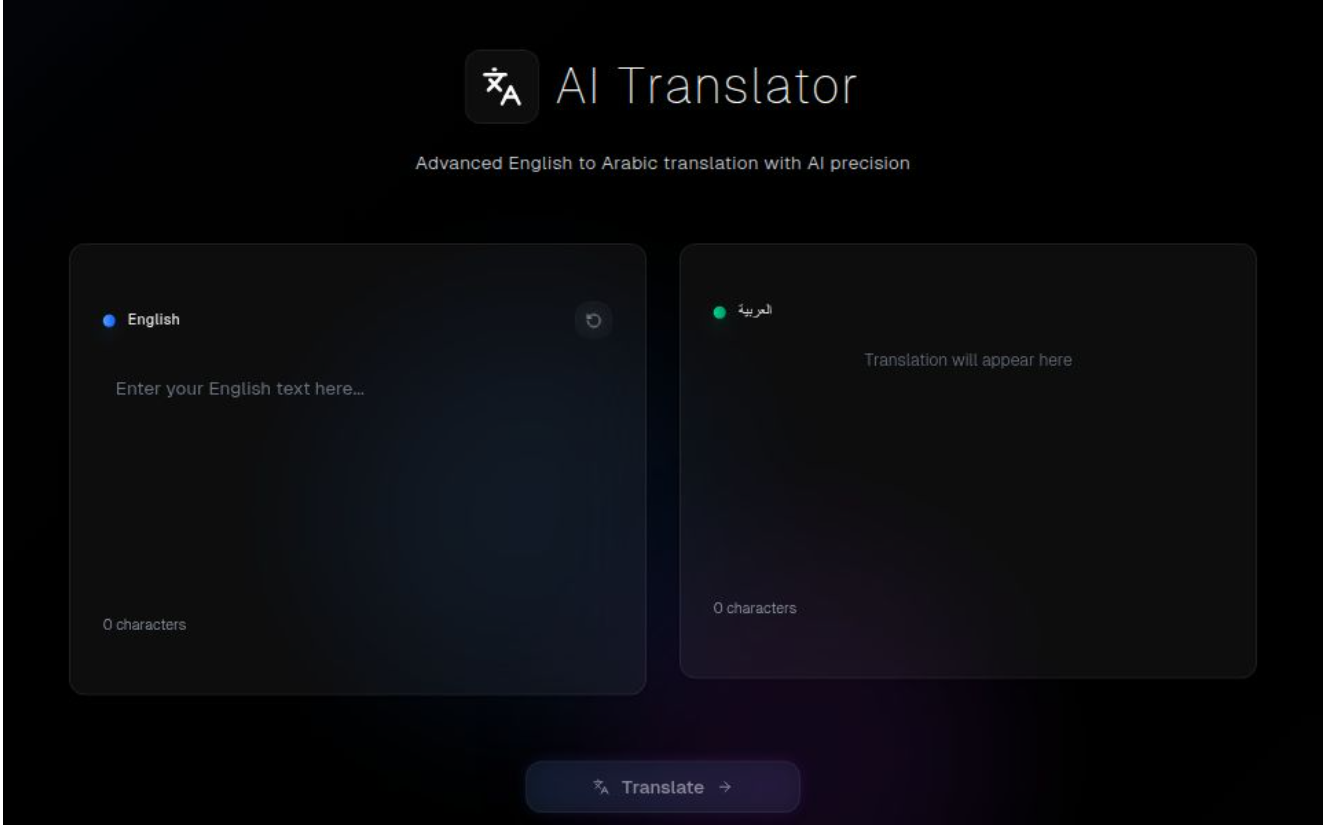 AI Translator
Advanced English to Arabic translation with AI precision
English
Enter your English text here...
0 characters
العربية
Translation will appear here
0 characters
Translate →